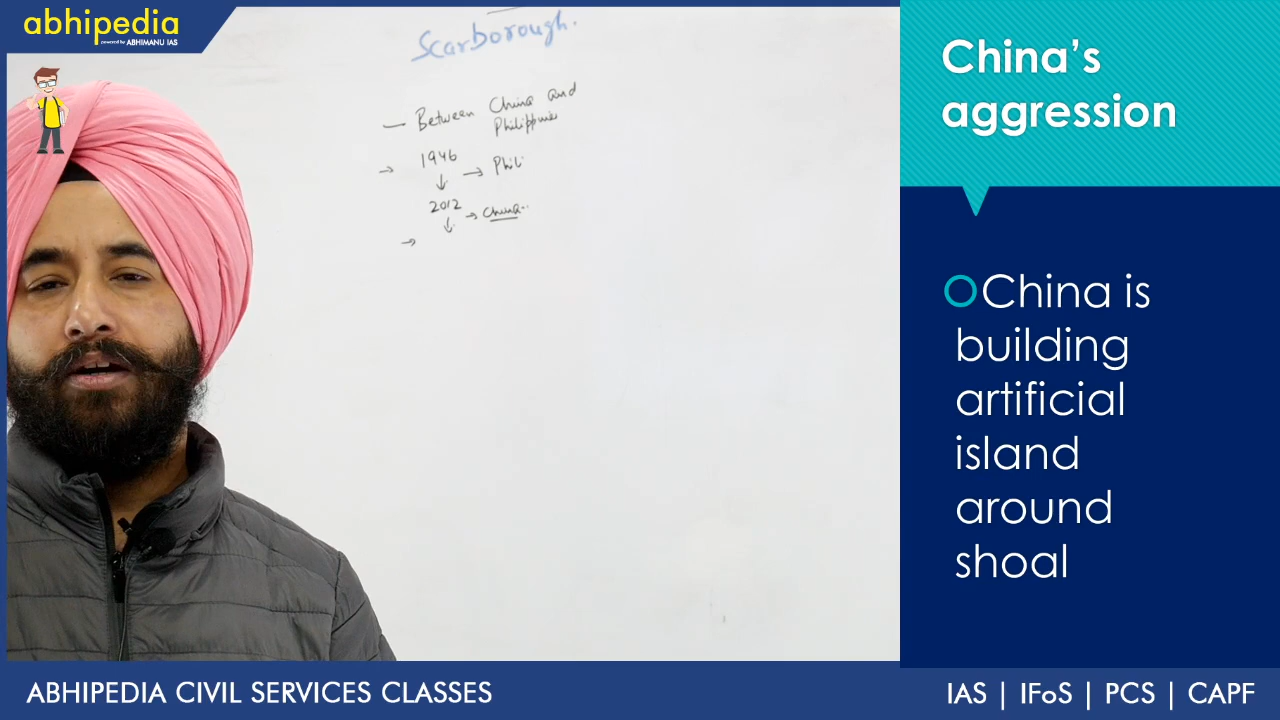 abhipedia
powered by ABHIMANU IAS
Scarborough.
— Between China and
Philippines
→ 1946 → Phili
↓
2012 → China..
↓
→
China's
aggression
China is
building
artificial
island
around
shoal
ABHIPEDIA CIVIL SERVICES CLASSES
IAS | IFoS | PCS | CAPF